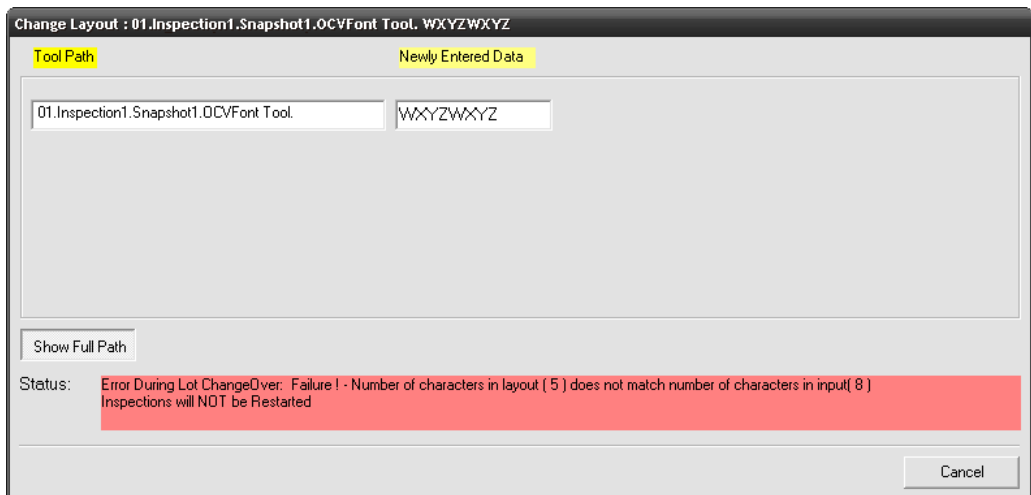 Change Layout : 01.Inspection1.Snapshot1.OCVFont Tool. WXYZWXYZ
Tool Path
Newly Entered Data
01.Inspection1.Snapshot1.OCVFont Tool.
WXYZWXYZ
Show Full Path
Status:
Error During Lot ChangeOver: Failure ! - Number of characters in layout ( 5 ) does not match number of characters in input( 8 )
Inspections will NOT be Restarted
Cancel